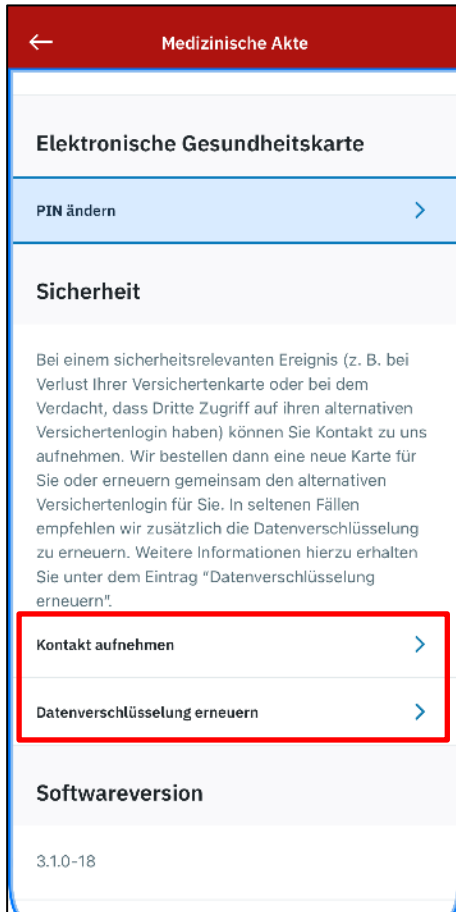 Medizinische Akte
Elektronische Gesundheitskarte
PIN ändern
Sicherheit
Bei einem sicherheitsrelevanten Ereignis (z. B. bei
Verlust Ihrer Versichertenkarte oder bei dem
Verdacht, dass Dritte Zugriff auf ihren alternativen
Versichertenlogin haben) können Sie Kontakt zu uns
aufnehmen. Wir bestellen dann eine neue Karte für
Sie oder erneuern gemeinsam den alternativen
Versichertenlogin für Sie. In seltenen Fällen
empfehlen wir zusätzlich die Datenverschlüsselung
zu erneuern. Weitere Informationen hierzu erhalten
Sie unter dem Eintrag “Datenverschlüsselung
erneuern”.
Kontakt aufnehmen
Datenverschlüsselung erneuern
Softwareversion
3.1.0-18